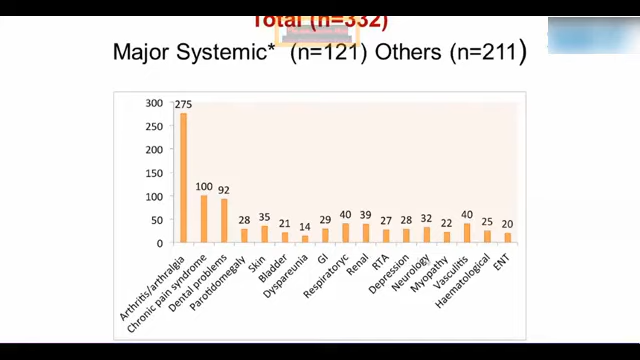 Total (n=332)
Major Systemic* (n=121) Others (n=211)
300
250
200
150
100
50
0
275
100
92
28
35
21
14
29
40
39
27
28
32
22
40
25
20
Arthritis/arthralgia
Chronic pain syndrome
Dental problems
Parotidomegaly
Skin
Bladder
Dyspareunia
GI
Respiratoryc
Renal
RTA
Depression
Neurology
Myopathy
Vasculitis
Haematological
ENT